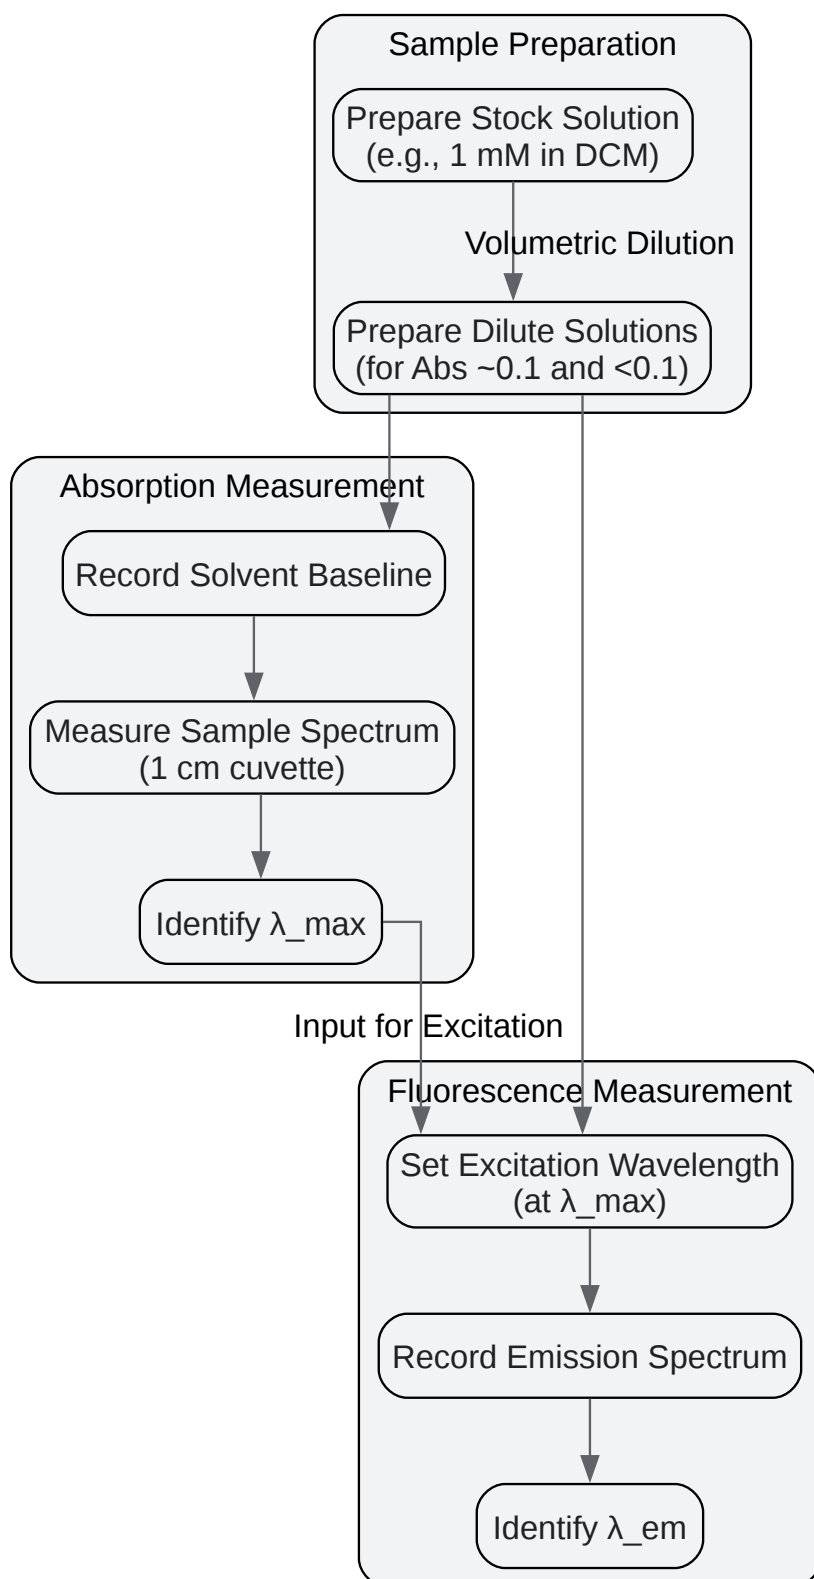 Sample Preparation
Prepare Stock Solution
(e.g., 1 mM in DCM)
Volumetric Dilution
Prepare Dilute Solutions
(for Abs ~0.1 and <0.1)
Absorption Measurement
Record Solvent Baseline
Measure Sample Spectrum
(1 cm cuvette)
Identify λ_max
Input for Excitation
Fluorescence Measurement
Set Excitation Wavelength
(at λ_max)
Record Emission Spectrum
Identify λ_em